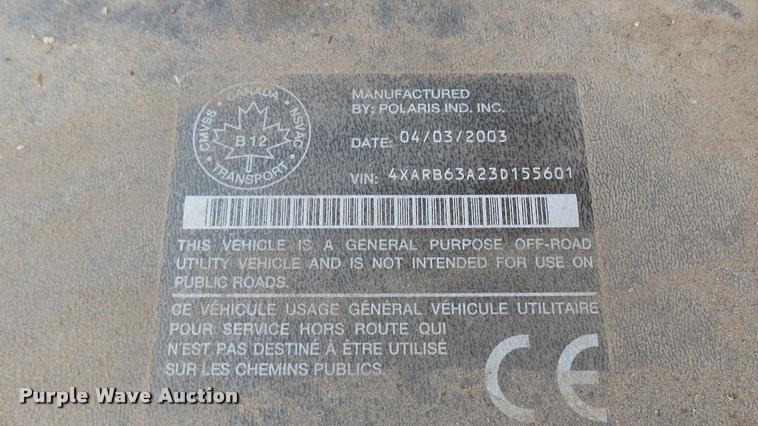 CANADA
CMVSS
NSVAC
B 12
TRANSPORT
MANUFACTURED
BY: POLARIS IND. INC.
DATE: 04/03/2003
VIN: 4XARB63A23D155601
THIS VEHICLE IS A GENERAL PURPOSE OFF-ROAD
UTILITY VEHICLE AND IS NOT INTENDED FOR USE ON
PUBLIC ROADS.
CE VÉHICULE USAGE GÉNÉRAL VÉHICULE UTILITAIRE
POUR SERVICE HORS ROUTE QUI
N'EST PAS DESTINÉ À ÊTRE UTILISÉ
SUR LES CHEMINS PUBLICS.
CE
Purple Wave Auction